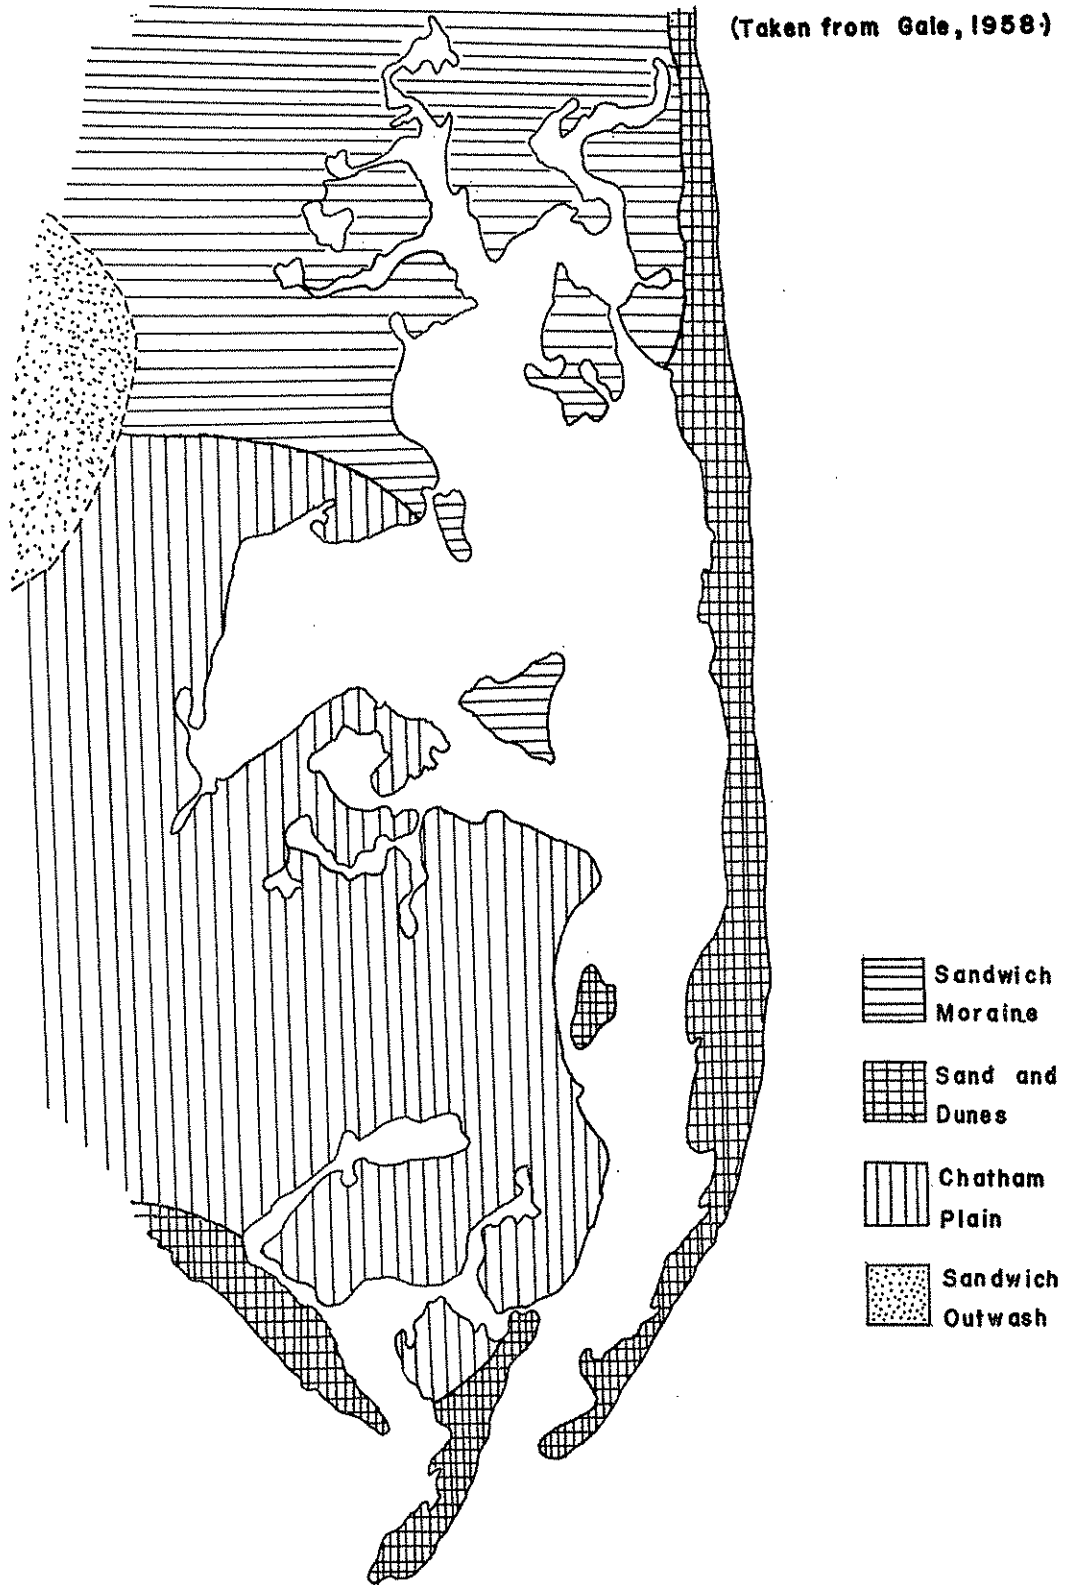 (Taken from Gale, 1958·)
Sandwich
Moraine
Sand and
Dunes
Chatham
Plain
Sandwich
Outwash